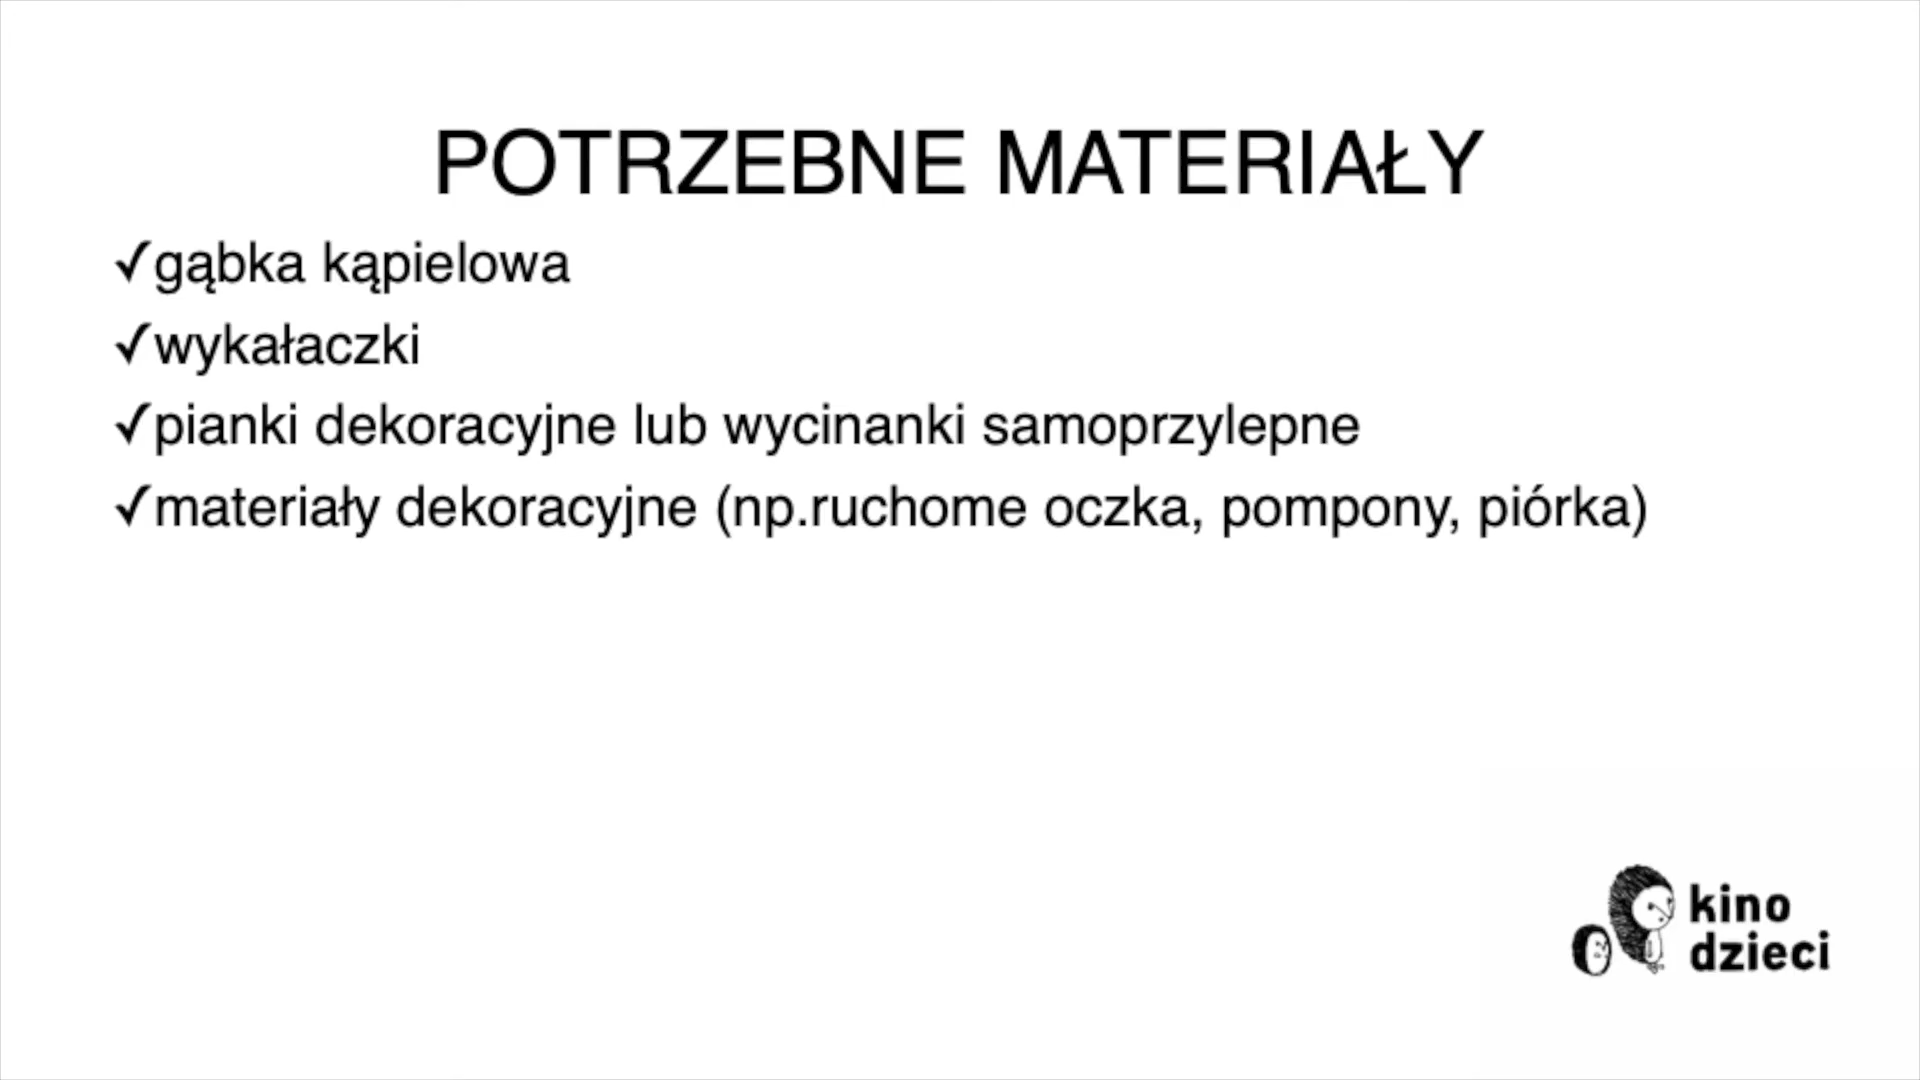 POTRZEBNE MATERIAŁY
✓gąbka kąpielowa
✓wykałaczki
✓pianki dekoracyjne lub wycinanki samoprzylepne
✓materiały dekoracyjne (np.ruchome oczka, pompony, piórka)
kino
dzieci